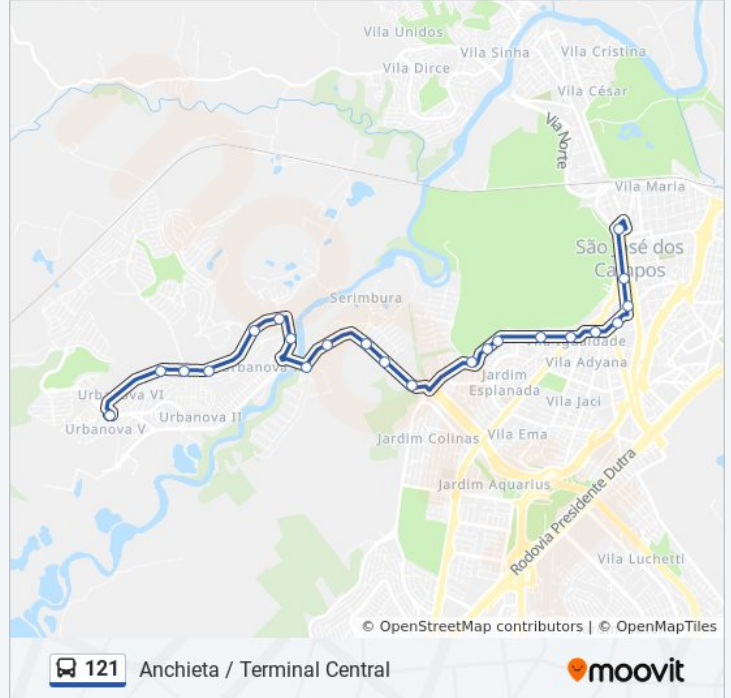 Vila Unidos
Vila Sinha
Vila Cristina
Vila Dirce
Vila César
Via Norte
Vila Maria
São José dos
Campos
Serimbura
Urbanova
Vila Adyana
Jardim
Esplanada
Vila Jaci
Urbanova VI
Urbanova II
Urbanova V
Jardim Colinas
Vila Ema
Jardim Aquarius
Rodovia Presidente Dutra
Vila Luchetti
© OpenStreetMap contributors | © OpenMapTiles
121 Anchieta / Terminal Central
moovit